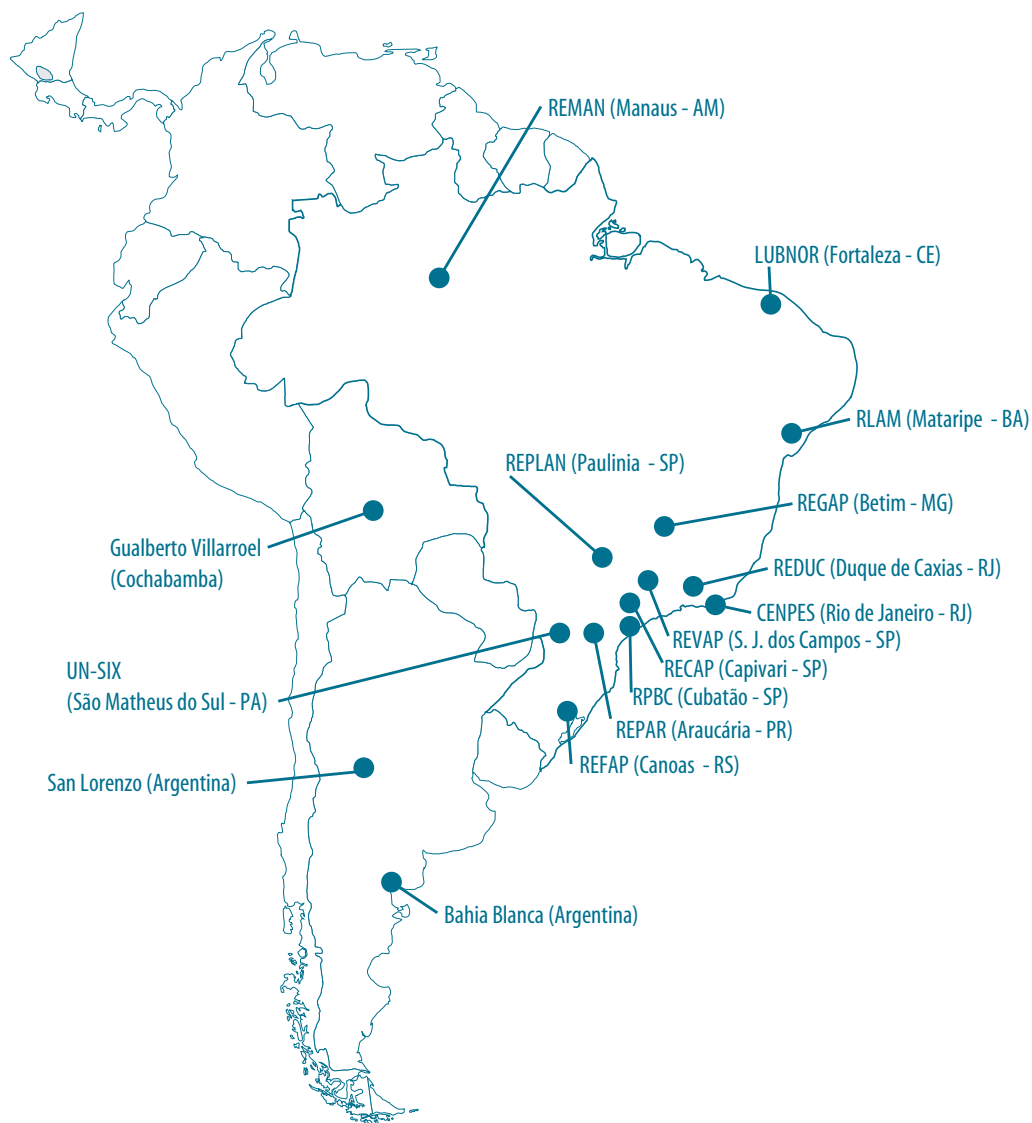 REMAN (Manaus - AM)
LUBNOR (Fortaleza - CE)
RLAM (Mataripe - BA)
REPLAN (Paulinia - SP)
REGAP (Betim - MG)
Gualberto Villarroel
(Cochabamba)
REDUC (Duque de Caxias - RJ)
CENPES (Rio de Janeiro - RJ)
REVAP (S. J. dos Campos - SP)
RECAP (Capivari - SP)
UN-SIX
(São Matheus do Sul - PA)
RPBC (Cubatão - SP)
REPAR (Araucária - PR)
REFAP (Canoas - RS)
San Lorenzo (Argentina)
Bahia Blanca (Argentina)